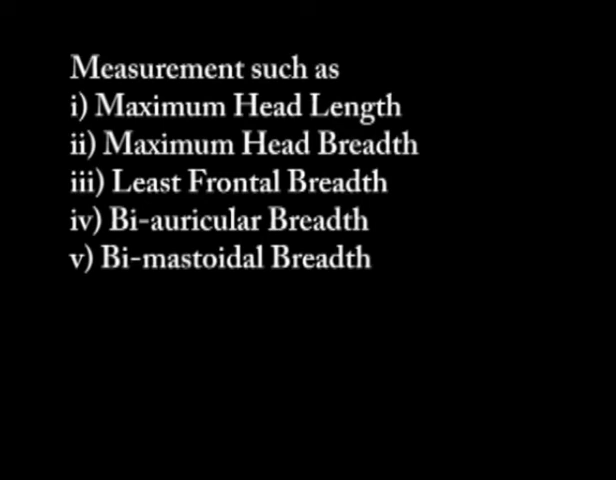 Measurement such as
i) Maximum Head Length
ii) Maximum Head Breadth
iii) Least Frontal Breadth
iv) Bi-auricular Breadth
v) Bi-mastoidal Breadth